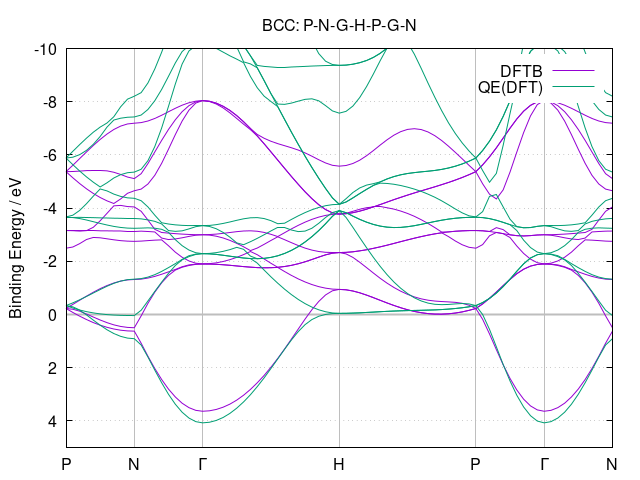 BCC: P-N-G-H-P-G-N
-10
DFTB
QE(DFT)
-8
-6
-4
-2
0
2
4
Binding Energy / eV
P N Γ H P Γ N